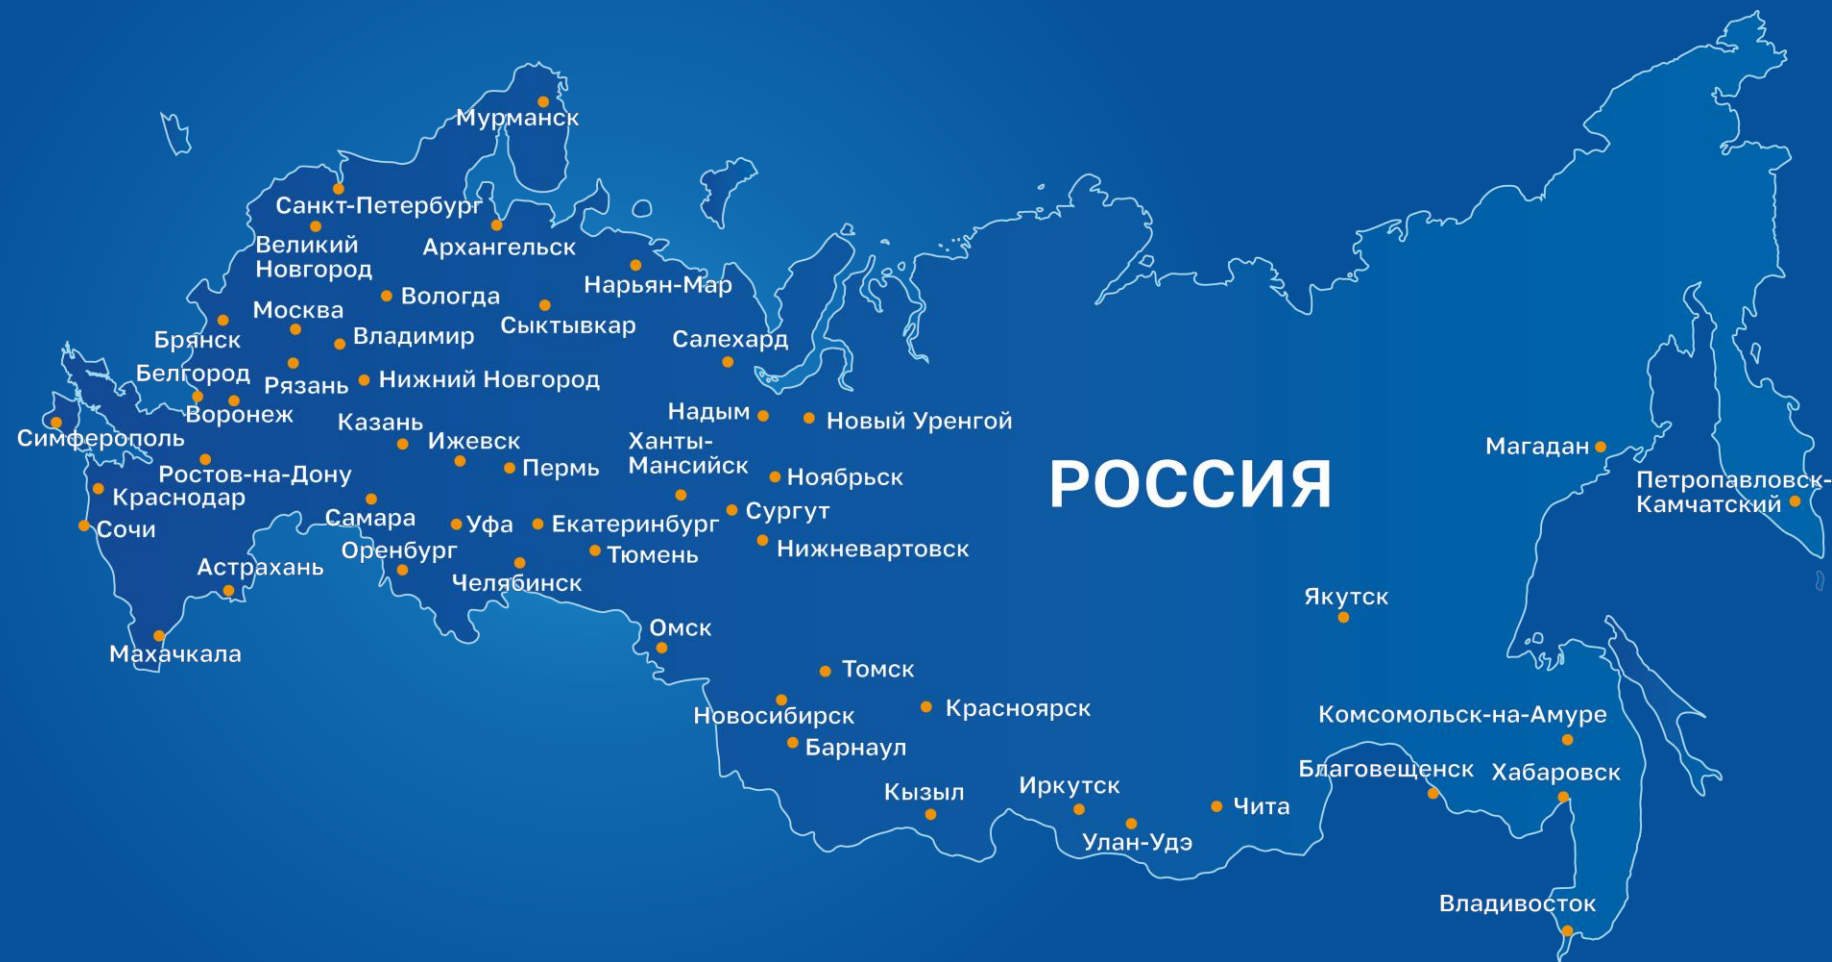 Мурманск
Санкт-Петербург
Великий
Новгород
Архангельск
Нарьян-Мар
Вологда
Москва
Сыктывкар
Брянск
Владимир
Салехард
Белгород
Рязань
Нижний Новгород
Воронеж
Надым
Новый Уренгой
Казань
Симферополь
Ижевск
Ханты-
Мансийск
Магадан
Пермь
Ростов-на-Дону
Ноябрьск
РОССИЯ
Петропавловск-
Камчатский
Краснодар
Самара
Сургут
Сочи
Уфа
Екатеринбург
Оренбург
Тюмень
Нижневартовск
Астрахань
Челябинск
Якутск
Омск
Махачкала
Томск
Новосибирск
Красноярск
Комсомольск-на-Амуре
Барнаул
Благовещенск
Хабаровск
Кызыл
Иркутск
Чита
Улан-Удэ
Владивосток